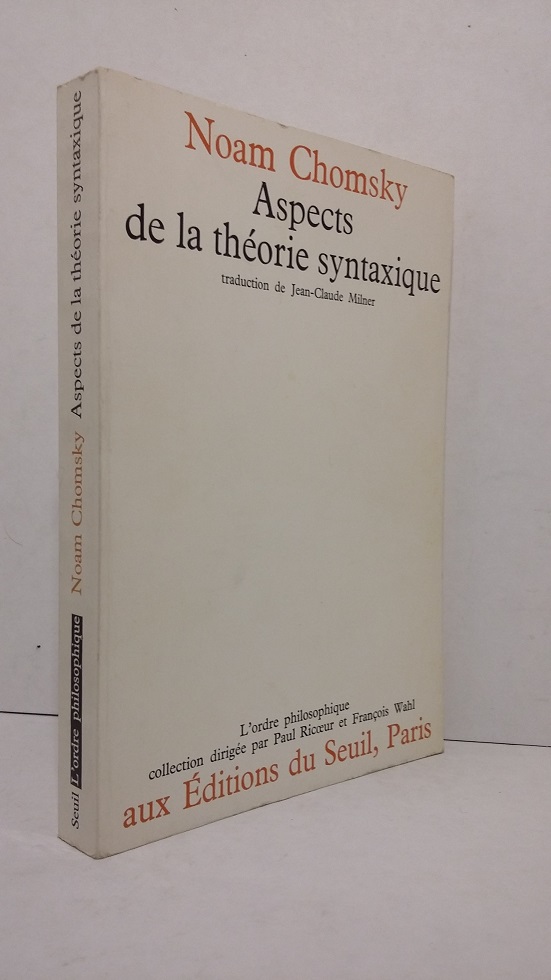 Noam Chomsky
Aspects
de la théorie syntaxique
traduction de Jean-Claude Milner
L'ordre philosophique
collection dirigée par Paul Ricœur et François Wahl
aux Éditions du Seuil, Paris
Seuil L'ordre philosophique Noam Chomsky Aspects de la théorie syntaxique